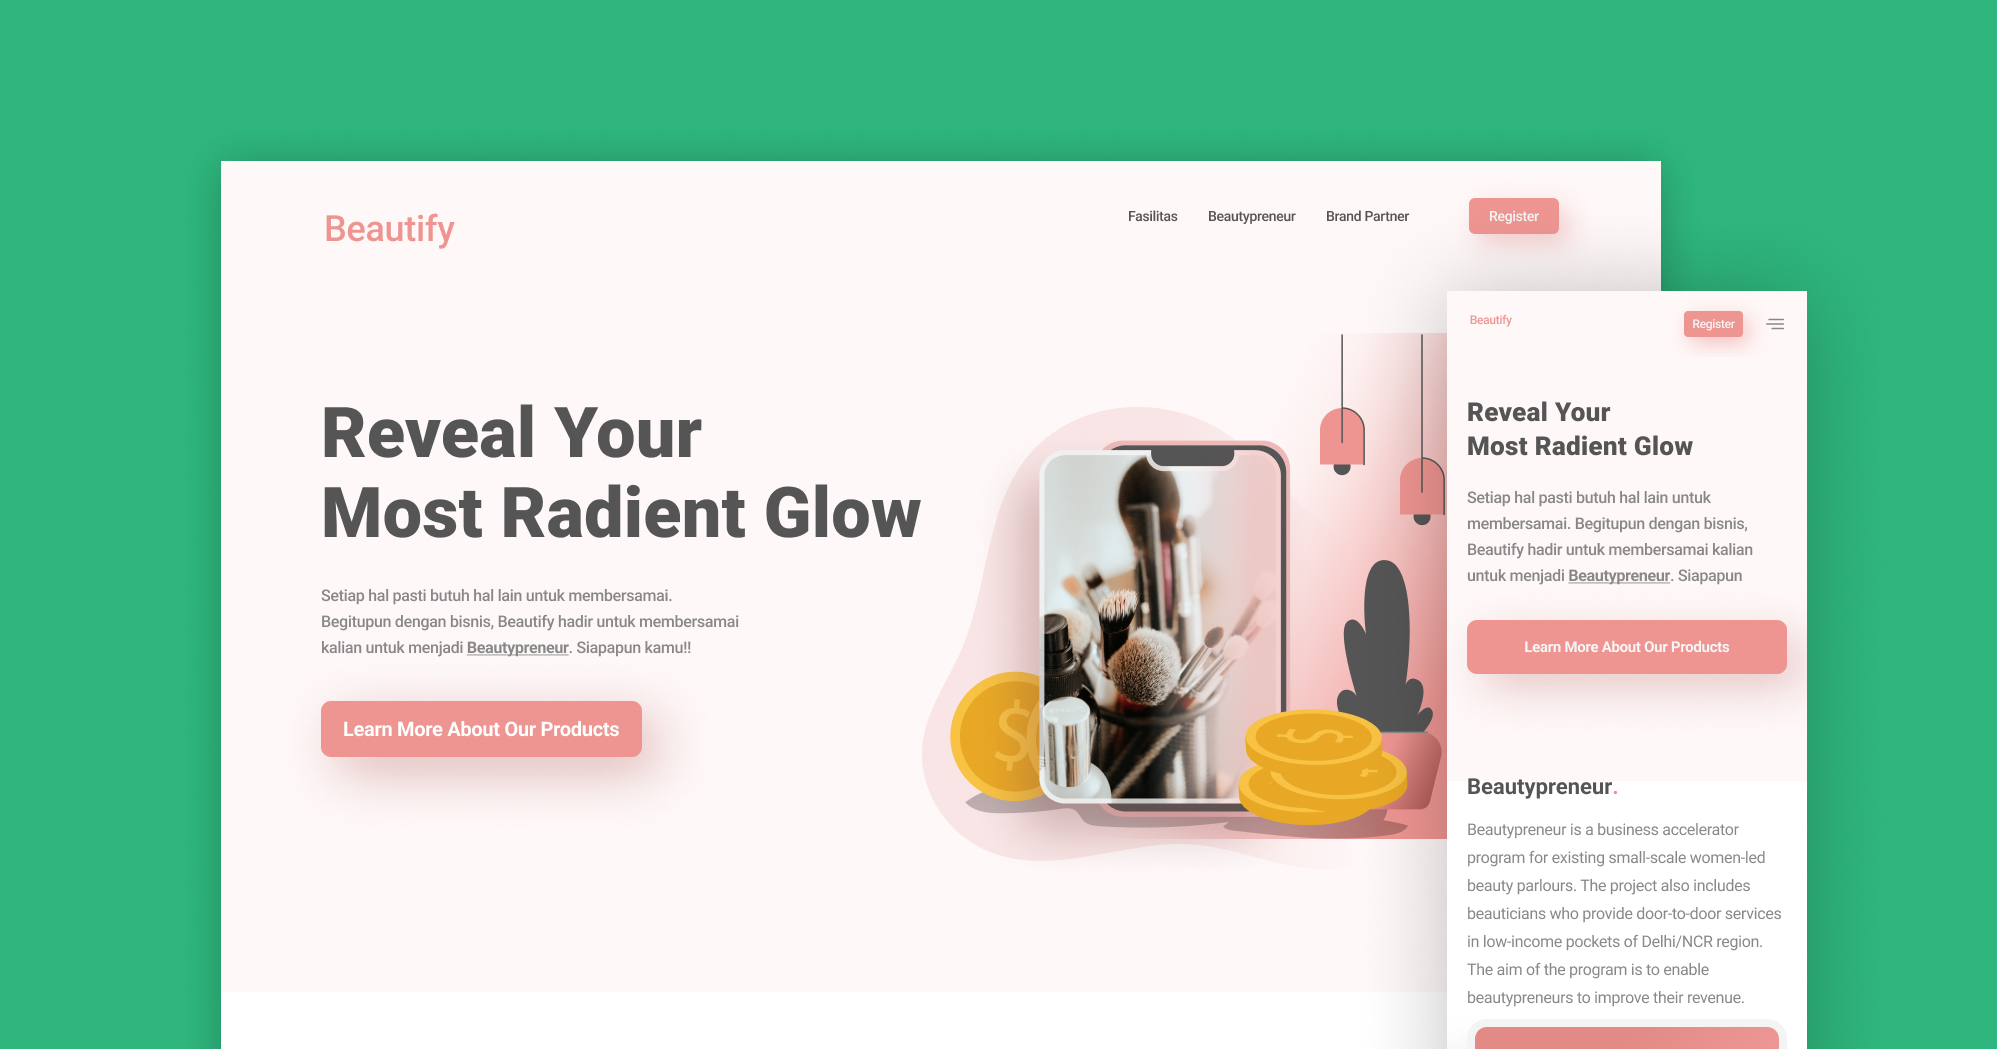 Beautify
Fasilitas
Beautypreneur
Brand Partner
Register
Reveal Your
Most Radient Glow
Setiap hal pasti butuh hal lain untuk membersamai.
Begitupun dengan bisnis, Beautify hadir untuk membersamai
kalian untuk menjadi Beautypreneur. Siapapun kamu!!
Learn More About Our Products
$
Beautify
Register
Reveal Your
Most Radient Glow
Setiap hal pasti butuh hal lain untuk
membersamai. Begitupun dengan bisnis,
Beautify hadir untuk membersamai kalian
untuk menjadi Beautypreneur. Siapapun
Learn More About Our Products
Beautypreneur.
Beautypreneur is a business accelerator
program for existing small-scale women-led
beauty parlours. The project also includes
beauticians who provide door-to-door services
in low-income pockets of Delhi/NCR region.
The aim of the program is to enable
beautypreneurs to improve their revenue.